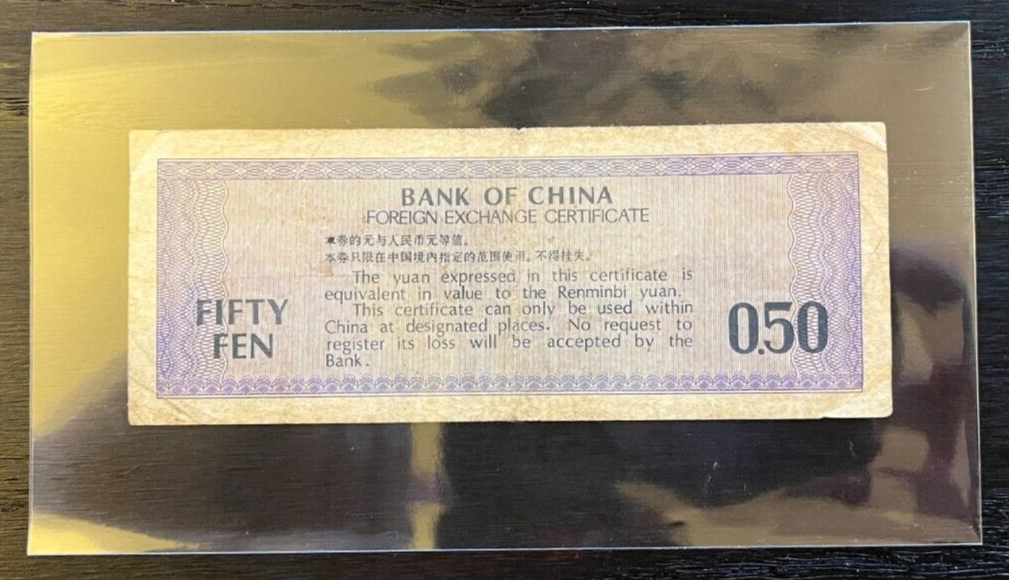 BANK OF CHINA
FOREIGN EXCHANGE CERTIFICATE
本券的元与人民币元等值。
本券只限在中国境内指定的范围使用。不得挂失。
The yuan expressed in this certificate is
equivalent in value to the Renminbi yuan.
This certificate can only be used within
China at designated places. No request to
register its loss will be accepted by the
Bank.
FIFTY
FEN
0.50